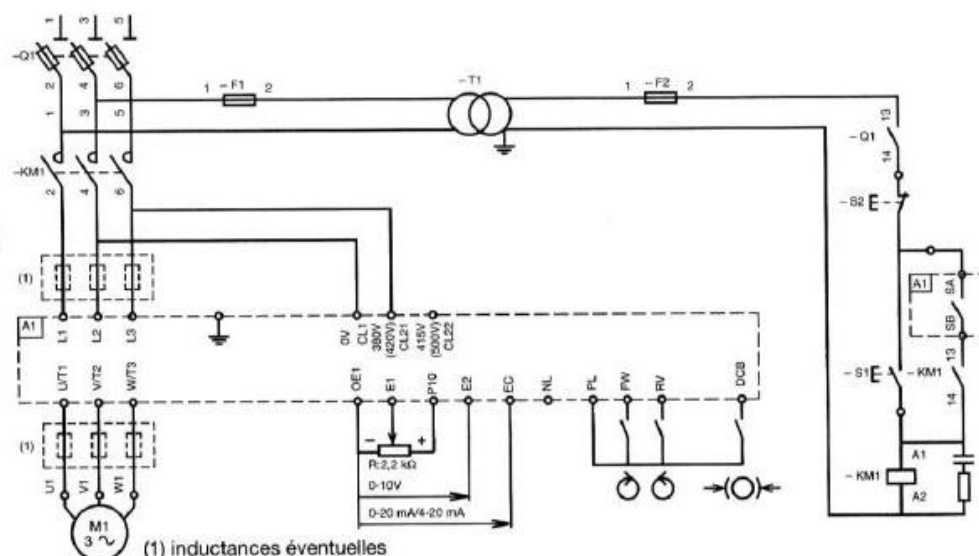 1 3 5
–Q1
2 4 6
1 – F1 2
– T1
1 – F2 2
1 3 5
13
– Q1
14
–KM1
2 4 6
– S2
(1)
A1
SA
SB
A1
L1 L2 L3
0V CL1
380V (420V) CL21
415V (500V) CL22
U/T1 V/T2 W/T3
OE1 E1 P10 E2 EC NL PL FW RV DCB
– S1
– KM1
13
14
(1)
– +
R:2,2 kΩ
0-10V
0-20 mA/4-20 mA
U1 V1 W1
A1
– KM1
A2
M1
3 ~
(1) inductances éventuelles